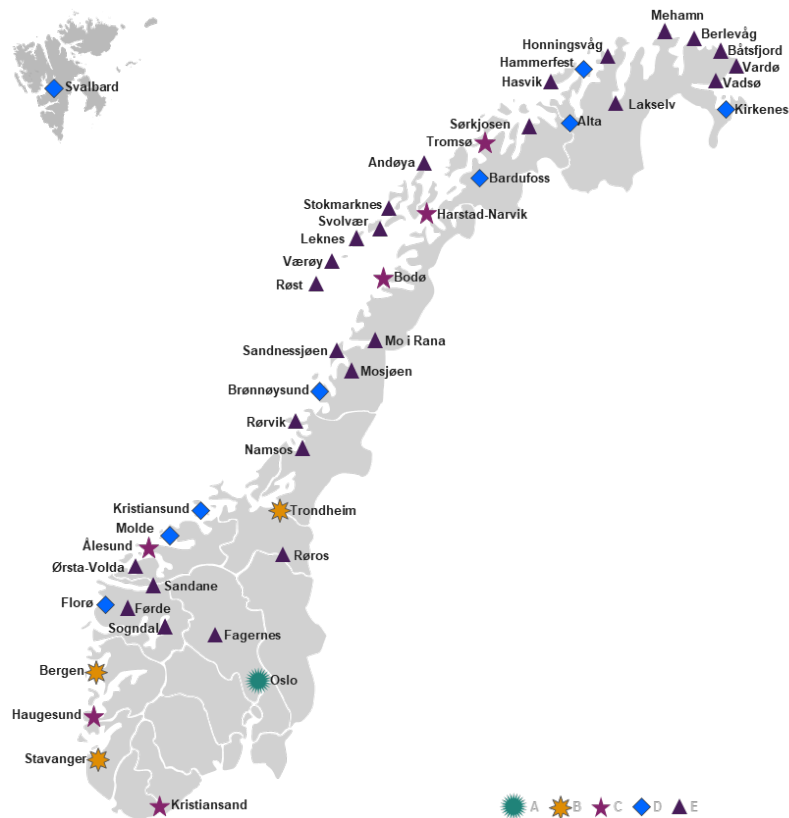 Mehamn
Berlevåg
Honningsvåg
Båtsfjord
Hammerfest
Vardø
Svalbard
Hasvik
Vadsø
Lakselv
Kirkenes
Sørkjosen
Alta
Tromsø
Andøya
Bardufoss
Stokmarknes
Harstad-Narvik
Svolvær
Leknes
Værøy
Bodø
Røst
Mo i Rana
Sandnessjøen
Mosjøen
Brønnøysund
Rørvik
Namsos
Kristiansund
Trondheim
Molde
Ålesund
Røros
Ørsta-Volda
Sandane
Florø
Førde
Sogndal
Fagernes
Bergen
Oslo
Haugesund
Stavanger
Kristiansand
A B C D E